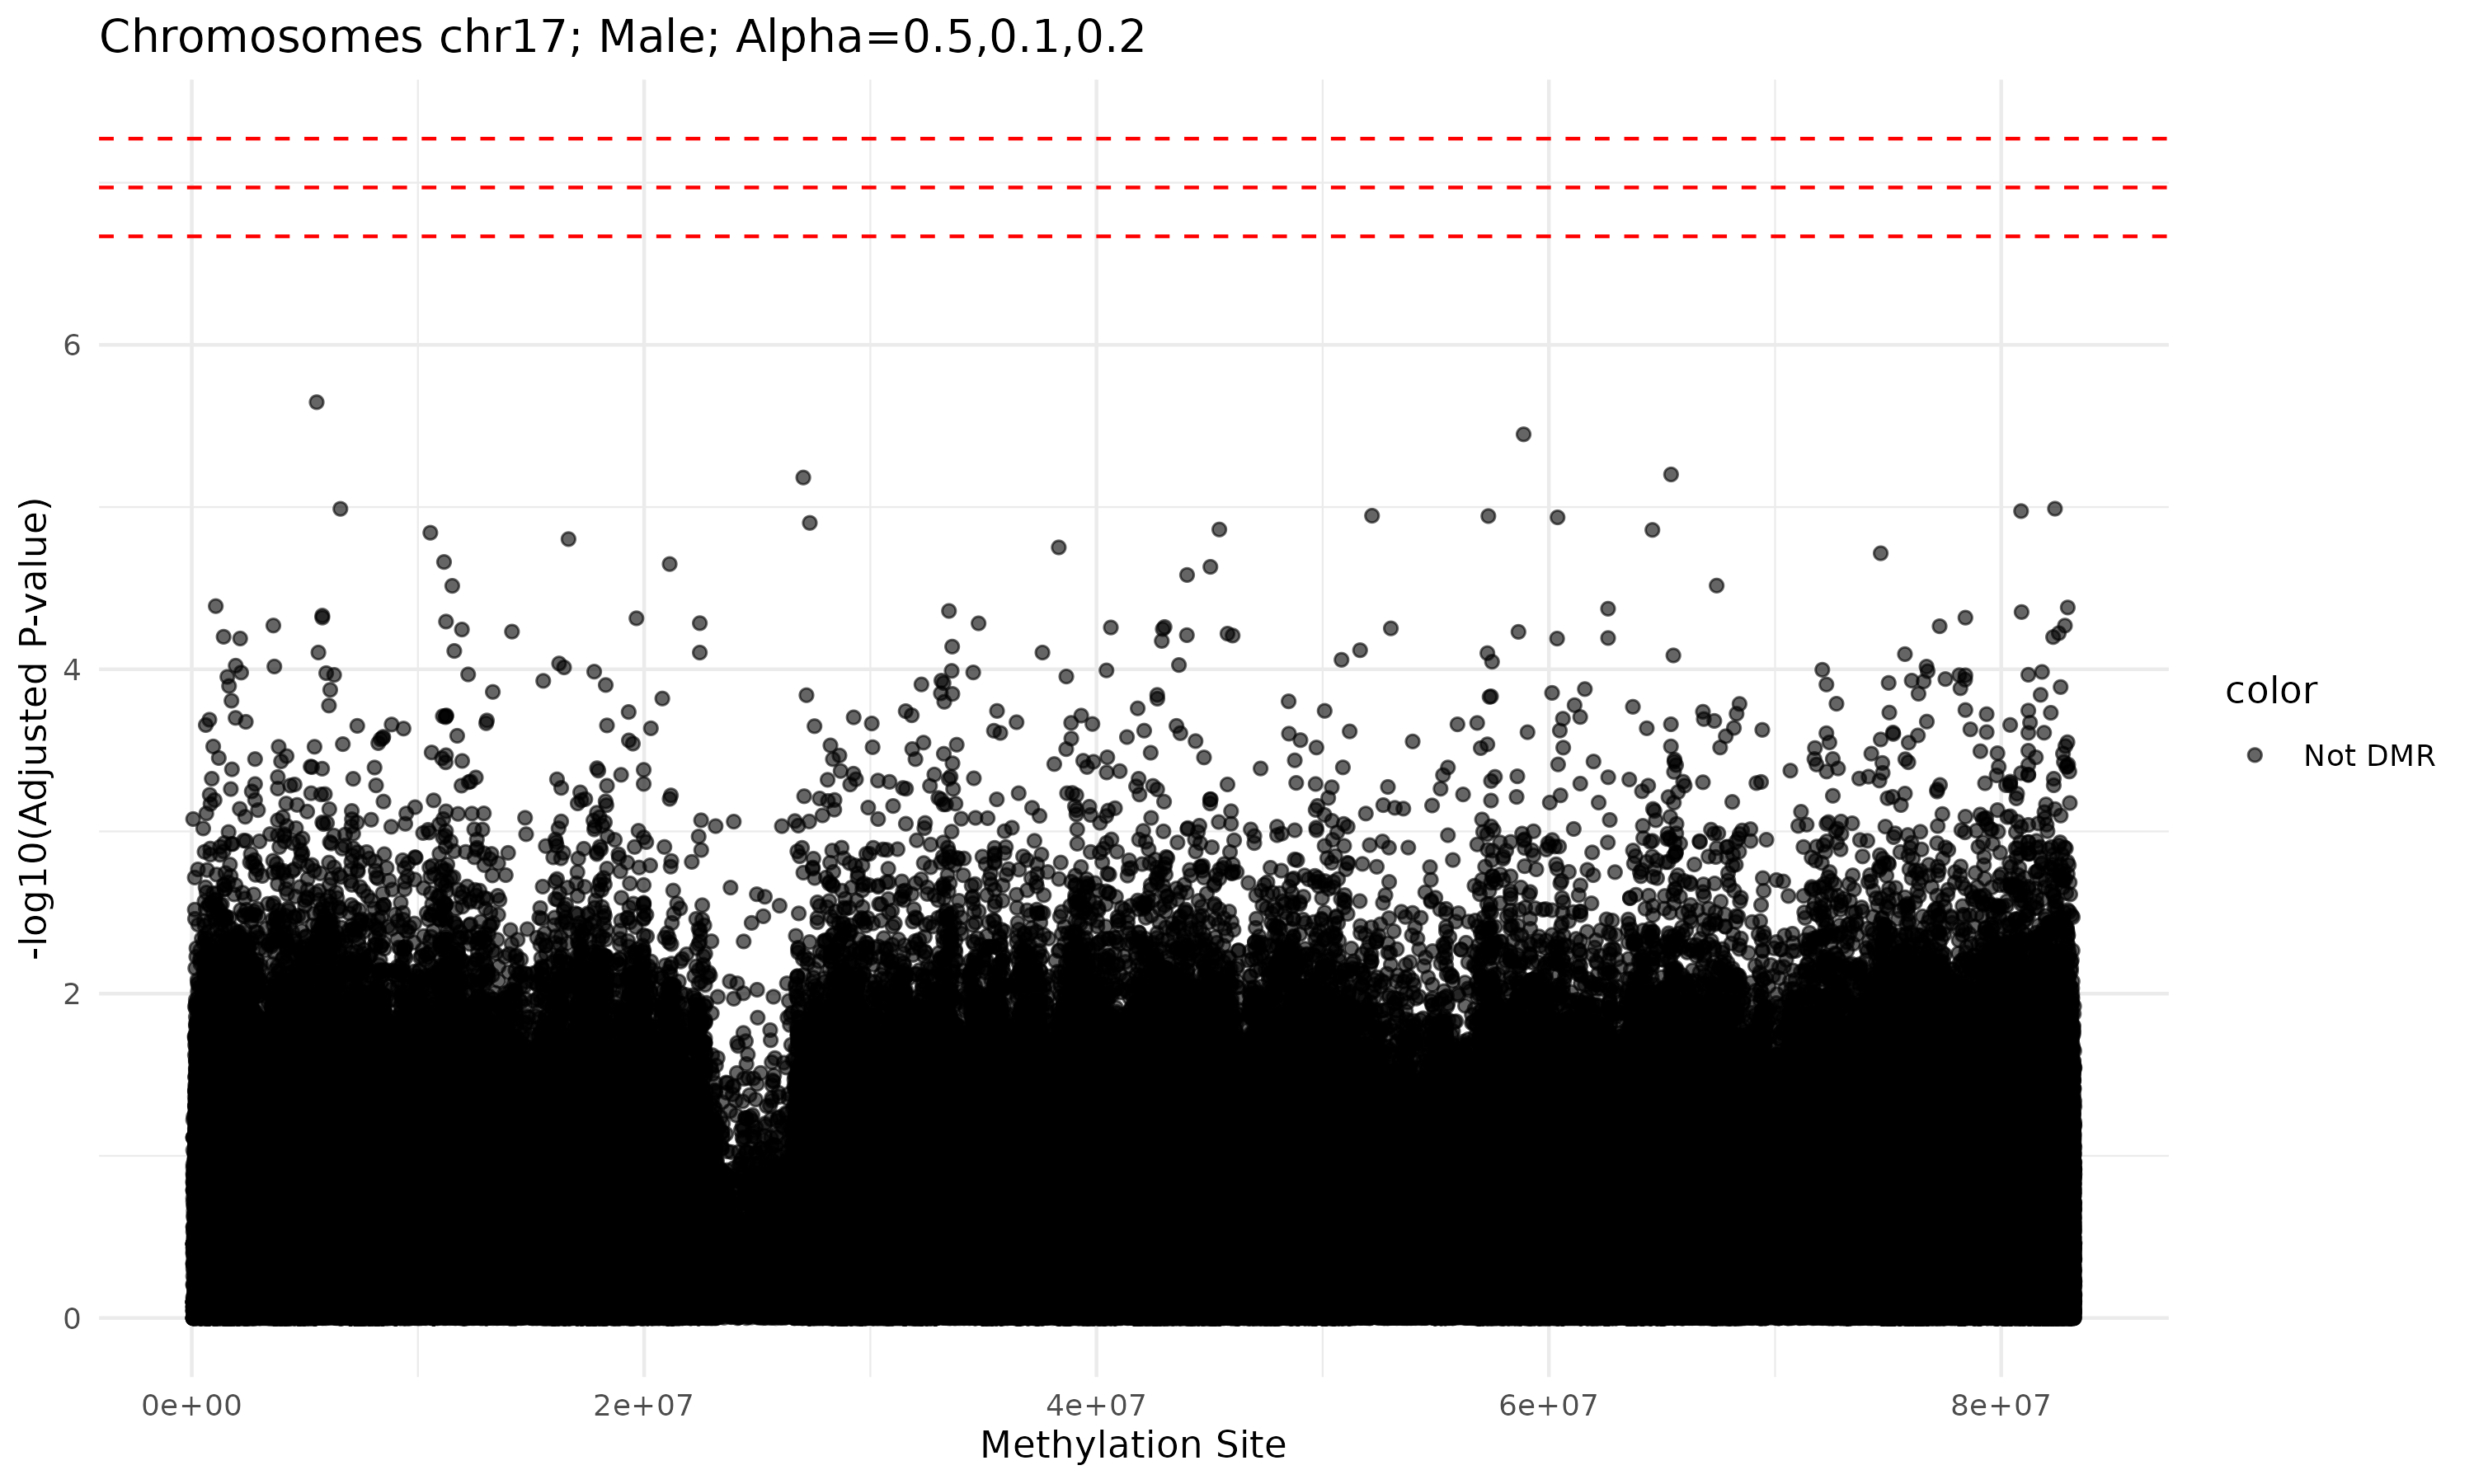 Chromosomes chr17; Male; Alpha=0.5,0.1,0.2
-log10(Adjusted P-value)
6
4
2
0
0e+00
2e+07
4e+07
6e+07
8e+07
Methylation Site
color
Not DMR